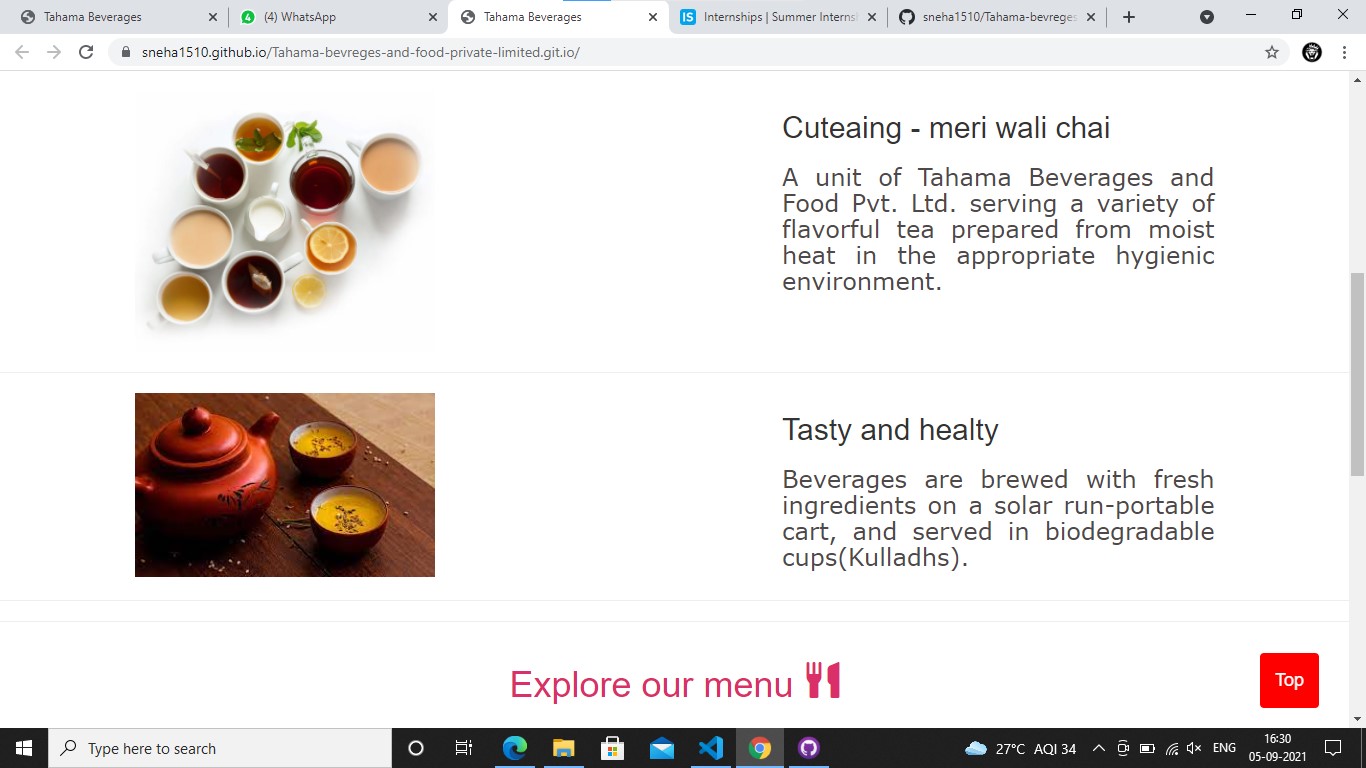 Tahama Beverages
(4) WhatsApp
Tahama Beverages
IS Internships | Summer Interns
sneha1510/Tahama-bevreges
sneha1510.github.io/Tahama-bevreges-and-food-private-limited.git.io/
Cuteaing - meri wali chai
A unit of Tahama Beverages and
Food Pvt. Ltd. serving a variety of
flavorful tea prepared from moist
heat in the appropriate hygienic
environment.
Tasty and healty
Beverages are brewed with fresh
ingredients on a solar run-portable
cart, and served in biodegradable
cups(Kulladhs).
Explore our menu
Top
Type here to search
27°C AQI 34
ENG
16:30
05-09-2021